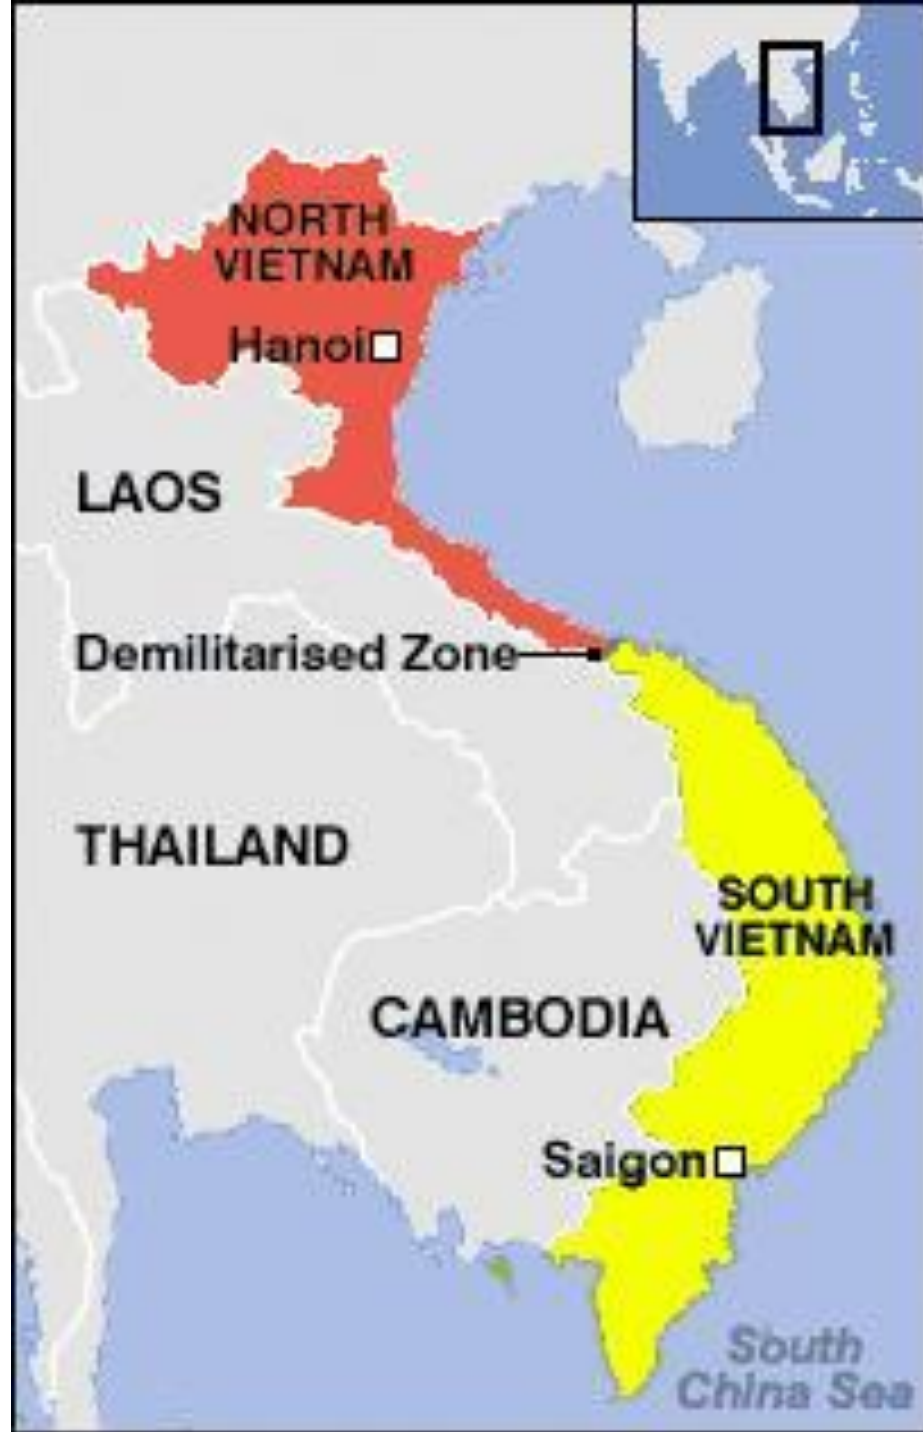 NORTH
VIETNAM
Hanoi
LAOS
Demilitarised Zone
THAILAND
SOUTH
VIETNAM
CAMBODIA
Saigon
South
China Sea